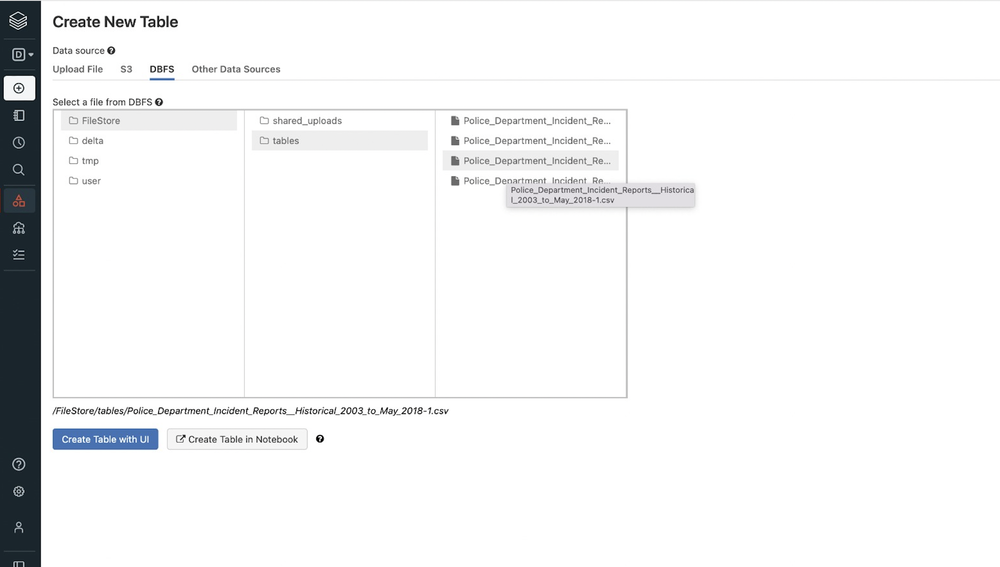 Create New Table
D
Data source
Upload File S3 DBFS Other Data Sources
Select a file from DBFS
FileStore
delta
tmp
user
shared_uploads
tables
Police_Department_Incident_Re...
Police_Department_Incident_Re...
Police_Department_Incident_Re...
Police_Department_Incident_Re...
Police_Department_Incident_Reports__Historica
l_2003_to_May_2018-1.csv
/FileStore/tables/Police_Department_Incident_Reports__Historical_2003_to_May_2018-1.csv
Create Table with UI
Create Table in Notebook